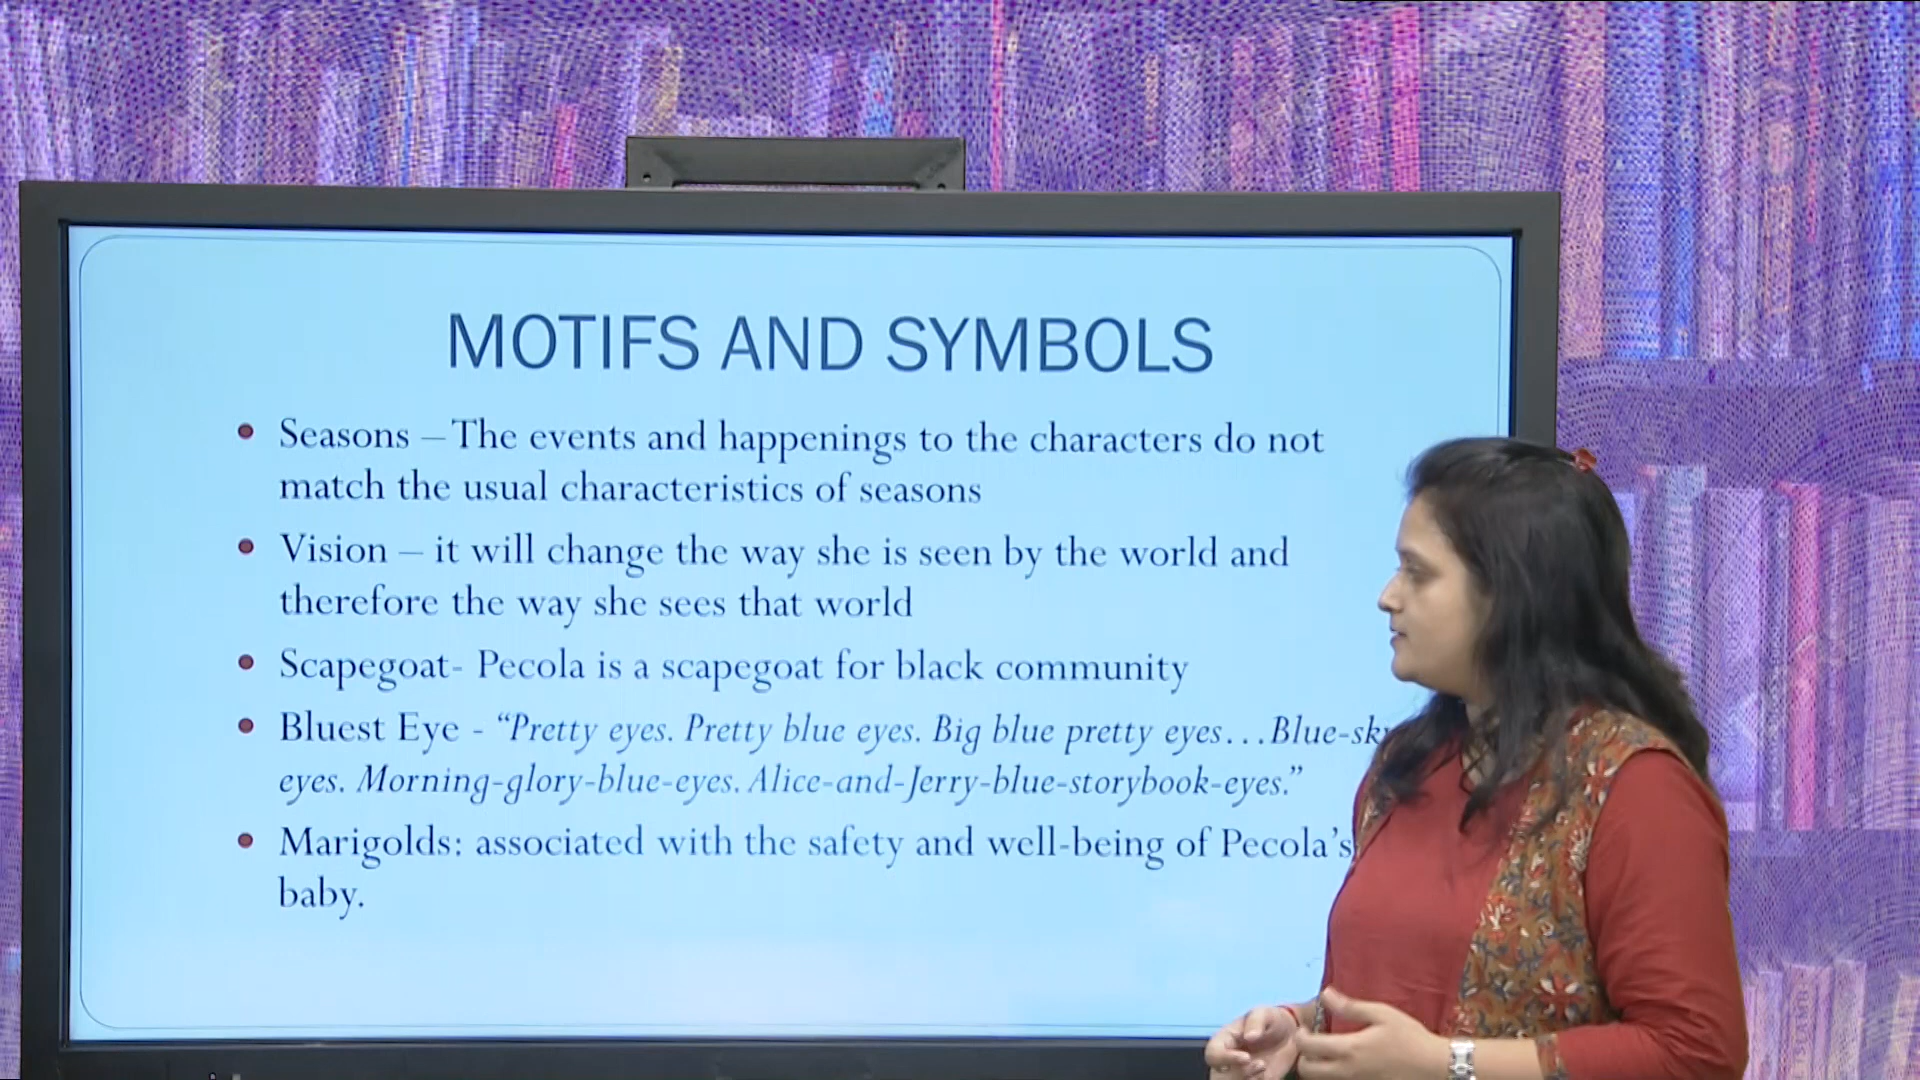 MOTIFS AND SYMBOLS
• Seasons – The events and happenings to the characters do not
match the usual characteristics of seasons
• Vision – it will change the way she is seen by the world and
therefore the way she sees that world
• Scapegoat- Pecola is a scapegoat for black community
• Bluest Eye - “Pretty eyes. Pretty blue eyes. Big blue pretty eyes…Blue-sk
eyes. Morning-glory-blue-eyes. Alice-and-Jerry-blue-storybook-eyes.”
• Marigolds: associated with the safety and well-being of Pecola’s
baby.